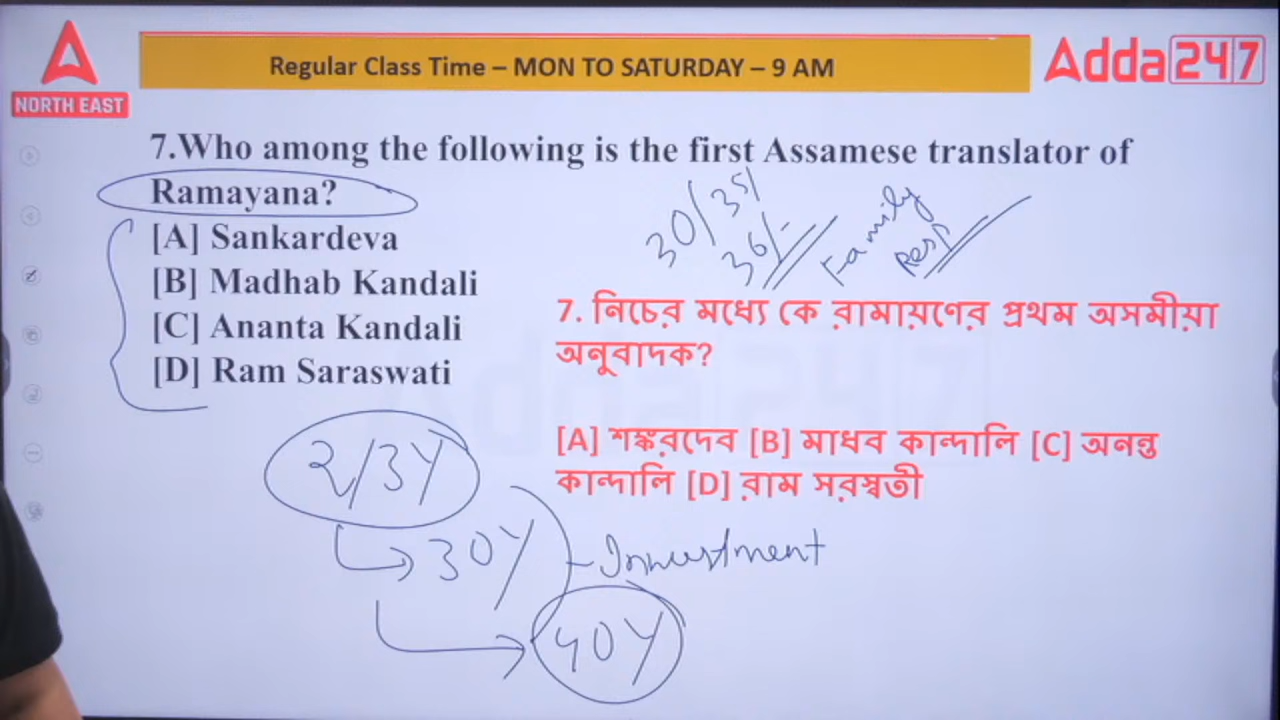 Regular Class Time – MON TO SATURDAY – 9 AM
Adda247
NORTH EAST
7.Who among the following is the first Assamese translator of
Ramayana?
[A] Sankardeva
[B] Madhab Kandali
[C] Ananta Kandali
[D] Ram Saraswati
30/35/
36/-
Family
Resp
7. নিচের মধ্যে কে রামায়ণের প্রথম অসমীয়া
অনুবাদক?
[A] শঙ্করদেব [B] মাধব কান্দালি [C] অনন্ত
কান্দালি [D] রাম সরস্বতী
2/3Y
30Y
Investment
40Y